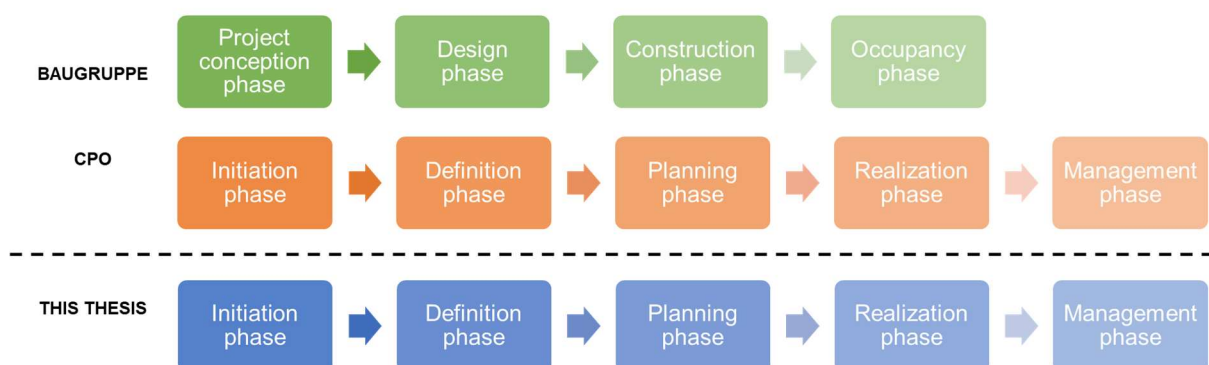 BAUGRUPPE
Project
conception
phase
Design
phase
Construction
phase
Occupancy
phase
CPO
Initiation
phase
Definition
phase
Planning
phase
Realization
phase
Management
phase
THIS THESIS
Initiation
phase
Definition
phase
Planning
phase
Realization
phase
Management
phase